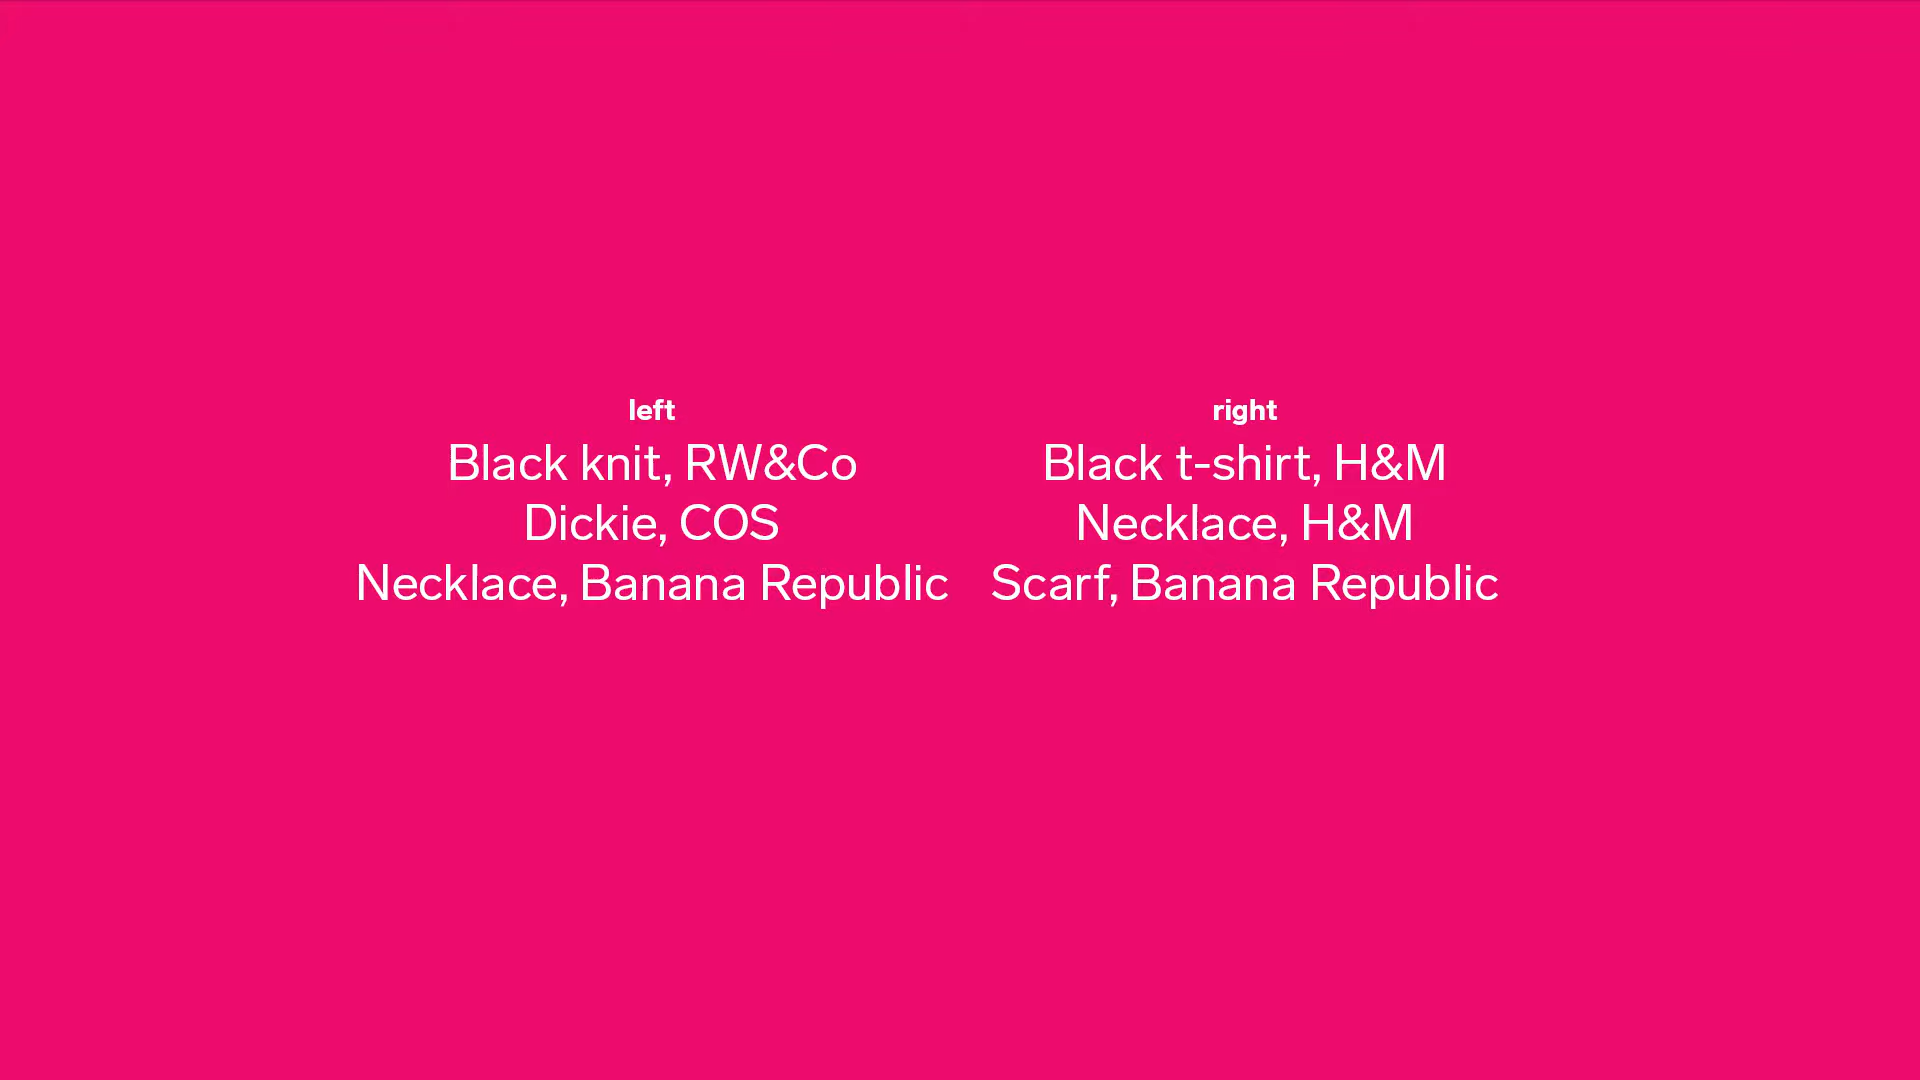 left
Black knit, RW&Co
Dickie, COS
Necklace, Banana Republic
right
Black t-shirt, H&M
Necklace, H&M
Scarf, Banana Republic